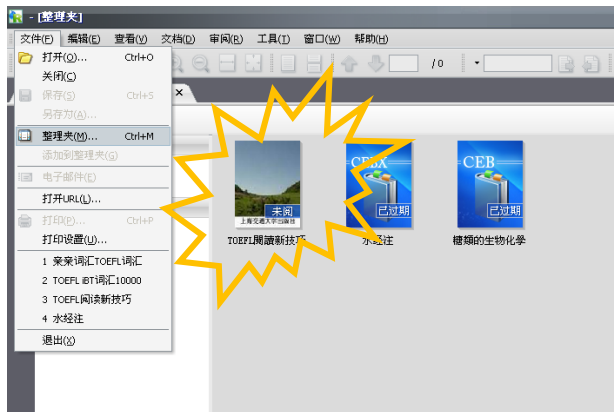 - [整理夹]
文件(F) 编辑(E) 查看(V) 文档(D) 审阅(R) 工具(T) 窗口(W) 帮助(H)
打开(O)... Ctrl+O
关闭(C)
保存(S) Ctrl+S
另存为(A)...
整理夹(M)... Ctrl+M
添加到整理夹(G)
电子邮件(E)
打开URL(L)...
打印(P)... Ctrl+P
打印设置(U)...
1 亲亲词汇TOEFL词汇
2 TOEFL iBT词汇10000
3 TOEFL阅读新技巧
4 水经注
退出(X)
/ 0
×
未阅
上海交通大学出版社
TOEFL閱讀新技巧
CEBX
已过期
水经注
CEB
已过期
糖類的生物化學